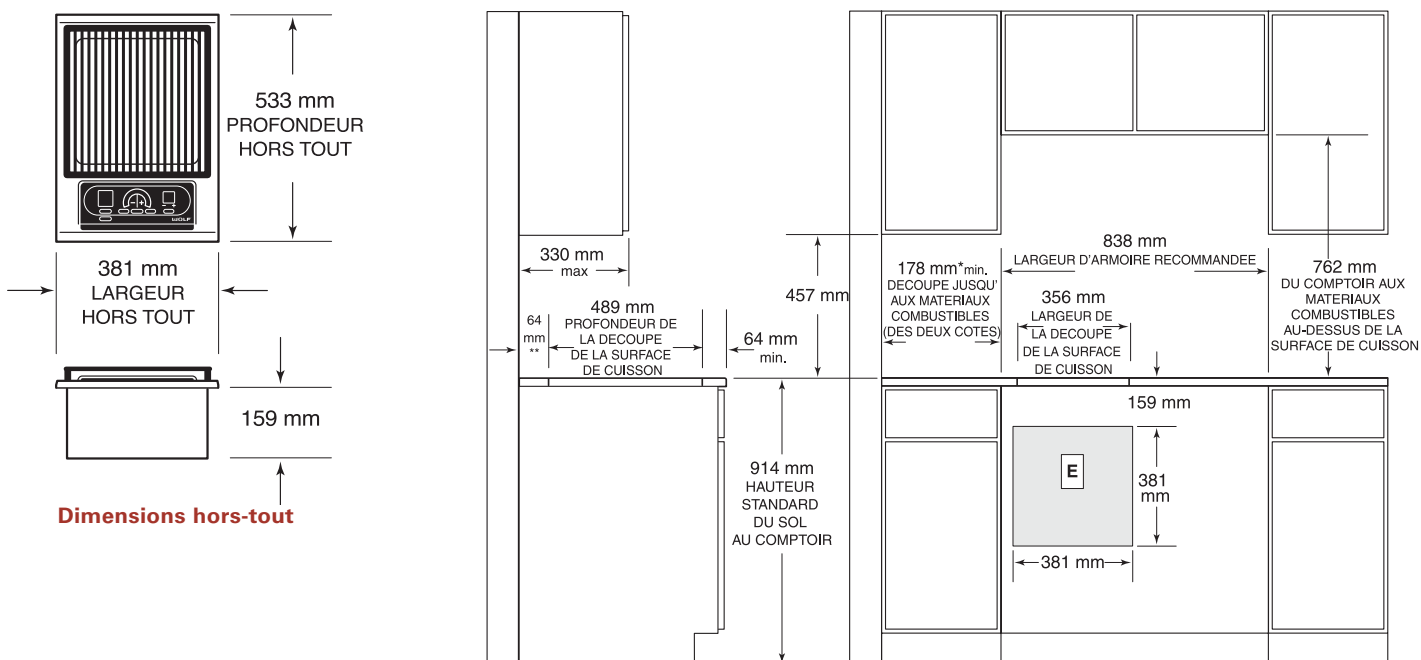 533 mm
PROFONDEUR
HORS TOUT
- +
- +
WOLF
381 mm
LARGEUR
HORS TOUT
159 mm
Dimensions hors-tout
330 mm
max
64
mm
**
489 mm
PROFONDEUR DE
LA DECOUPE
DE LA SURFACE
DE CUISSON
457 mm
64 mm
min.
914 mm
HAUTEUR
STANDARD
DU SOL
AU COMPTOIR
178 mm*min.
DECOUPE JUSQU'
AUX MATERIAUX
COMBUSTIBLES
(DES DEUX COTES)
838 mm
LARGEUR D'ARMOIRE RECOMMANDEE
356 mm
LARGEUR DE
LA DECOUPE
DE LA SURFACE
DE CUISSON
762 mm
DU COMPTOIR AUX
MATERIAUX
COMBUSTIBLES
AU-DESSUS DE LA
SURFACE DE CUISSON
159 mm
E
381
mm
381 mm